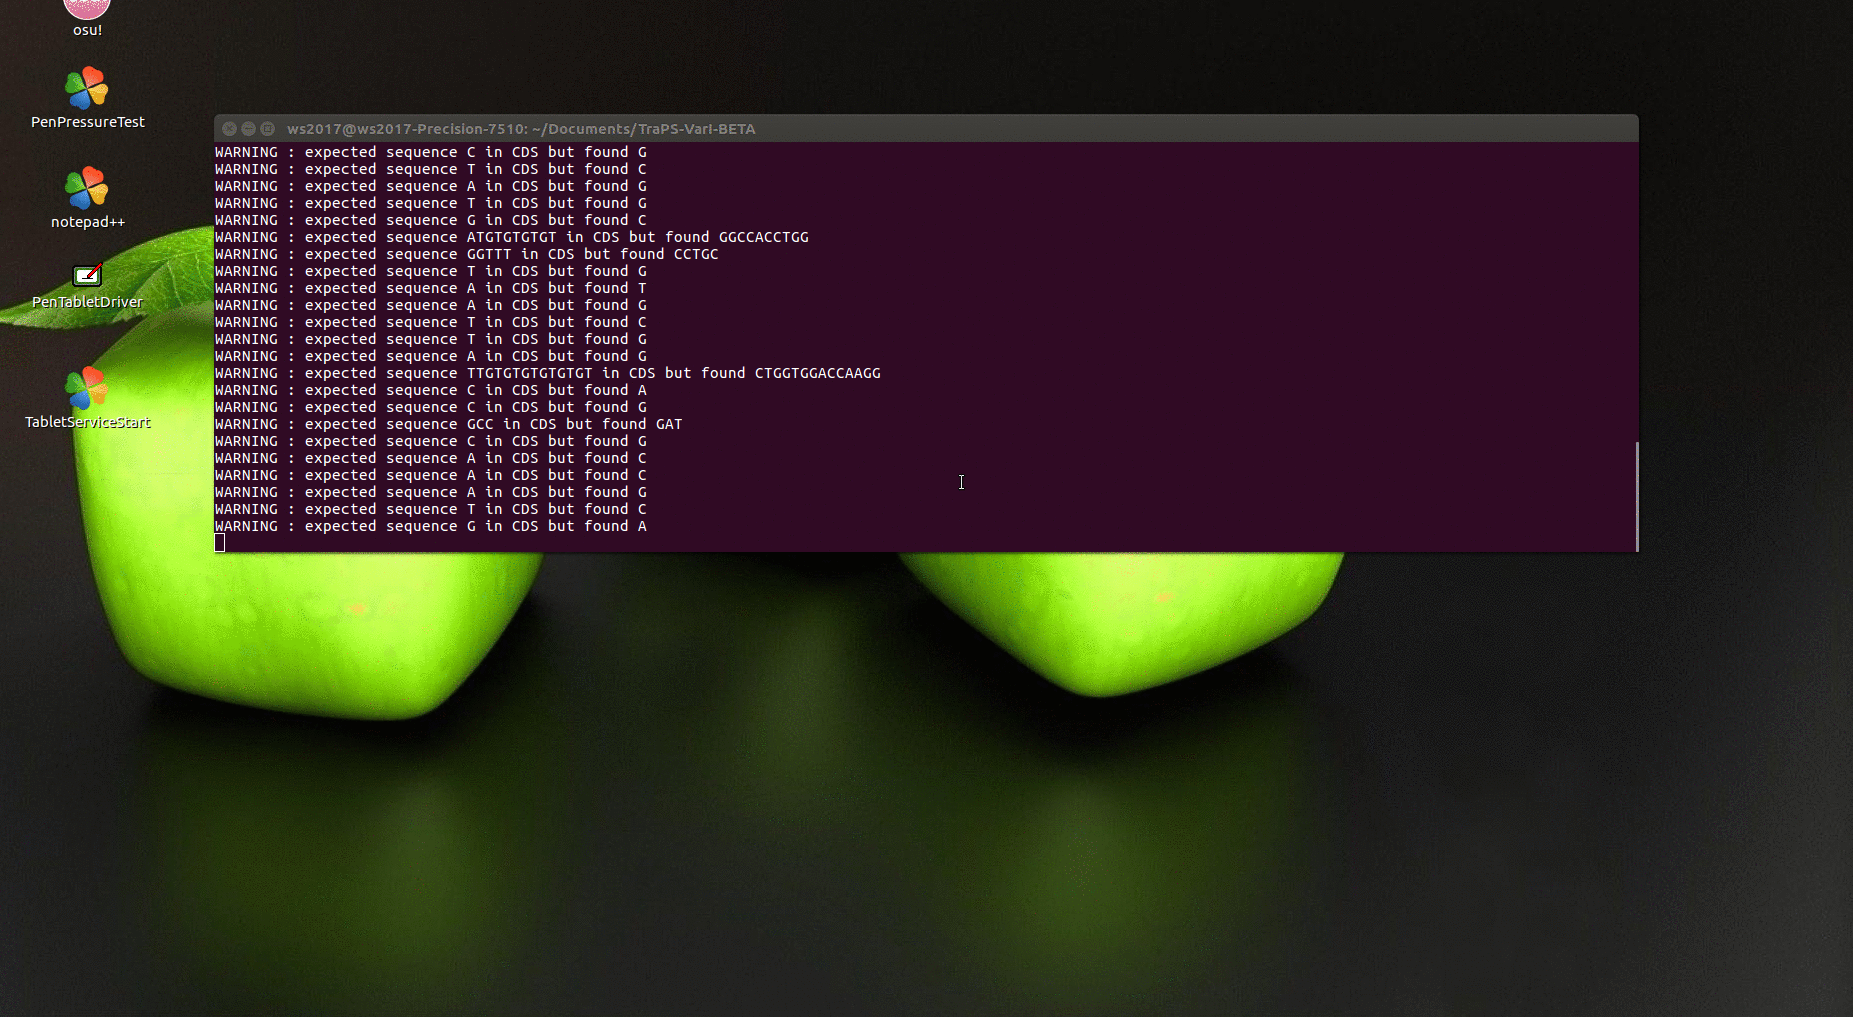 osu!
PenPressureTest
notepad++
PenTabletDriver
TabletServiceStart
ws2017@ws2017-Precision-7510: ~/Documents/TraPS-VarI-BETA
WARNING : expected sequence C in CDS but found G
WARNING : expected sequence T in CDS but found C
WARNING : expected sequence A in CDS but found G
WARNING : expected sequence T in CDS but found G
WARNING : expected sequence G in CDS but found C
WARNING : expected sequence ATGTGTGTGT in CDS but found GGCCACCTGG
WARNING : expected sequence GGTTT in CDS but found CCTGC
WARNING : expected sequence T in CDS but found G
WARNING : expected sequence A in CDS but found T
WARNING : expected sequence A in CDS but found G
WARNING : expected sequence T in CDS but found C
WARNING : expected sequence T in CDS but found G
WARNING : expected sequence A in CDS but found G
WARNING : expected sequence TTGTGTGTGTGTGT in CDS but found CTGGTGGACCAAGG
WARNING : expected sequence C in CDS but found A
WARNING : expected sequence C in CDS but found G
WARNING : expected sequence GCC in CDS but found GAT
WARNING : expected sequence C in CDS but found G
WARNING : expected sequence A in CDS but found C
WARNING : expected sequence A in CDS but found C
WARNING : expected sequence A in CDS but found G
WARNING : expected sequence T in CDS but found C
WARNING : expected sequence G in CDS but found A